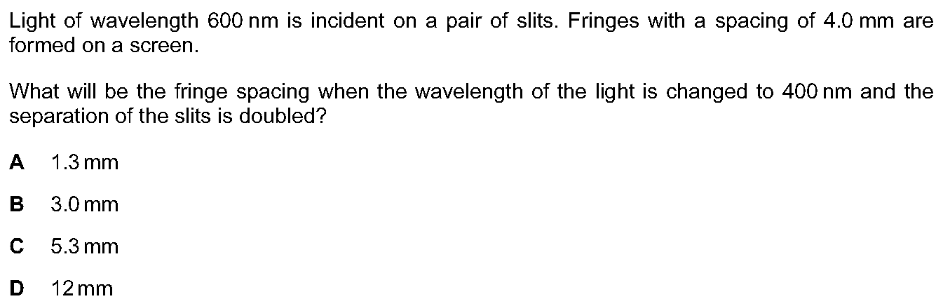 Light of wavelength 600 nm is incident on a pair of slits. Fringes with a spacing of 4.0 mm are
formed on a screen.
What will be the fringe spacing when the wavelength of the light is changed to 400 nm and the
separation of the slits is doubled?
A 1.3 mm
B 3.0 mm
C 5.3 mm
D 12 mm